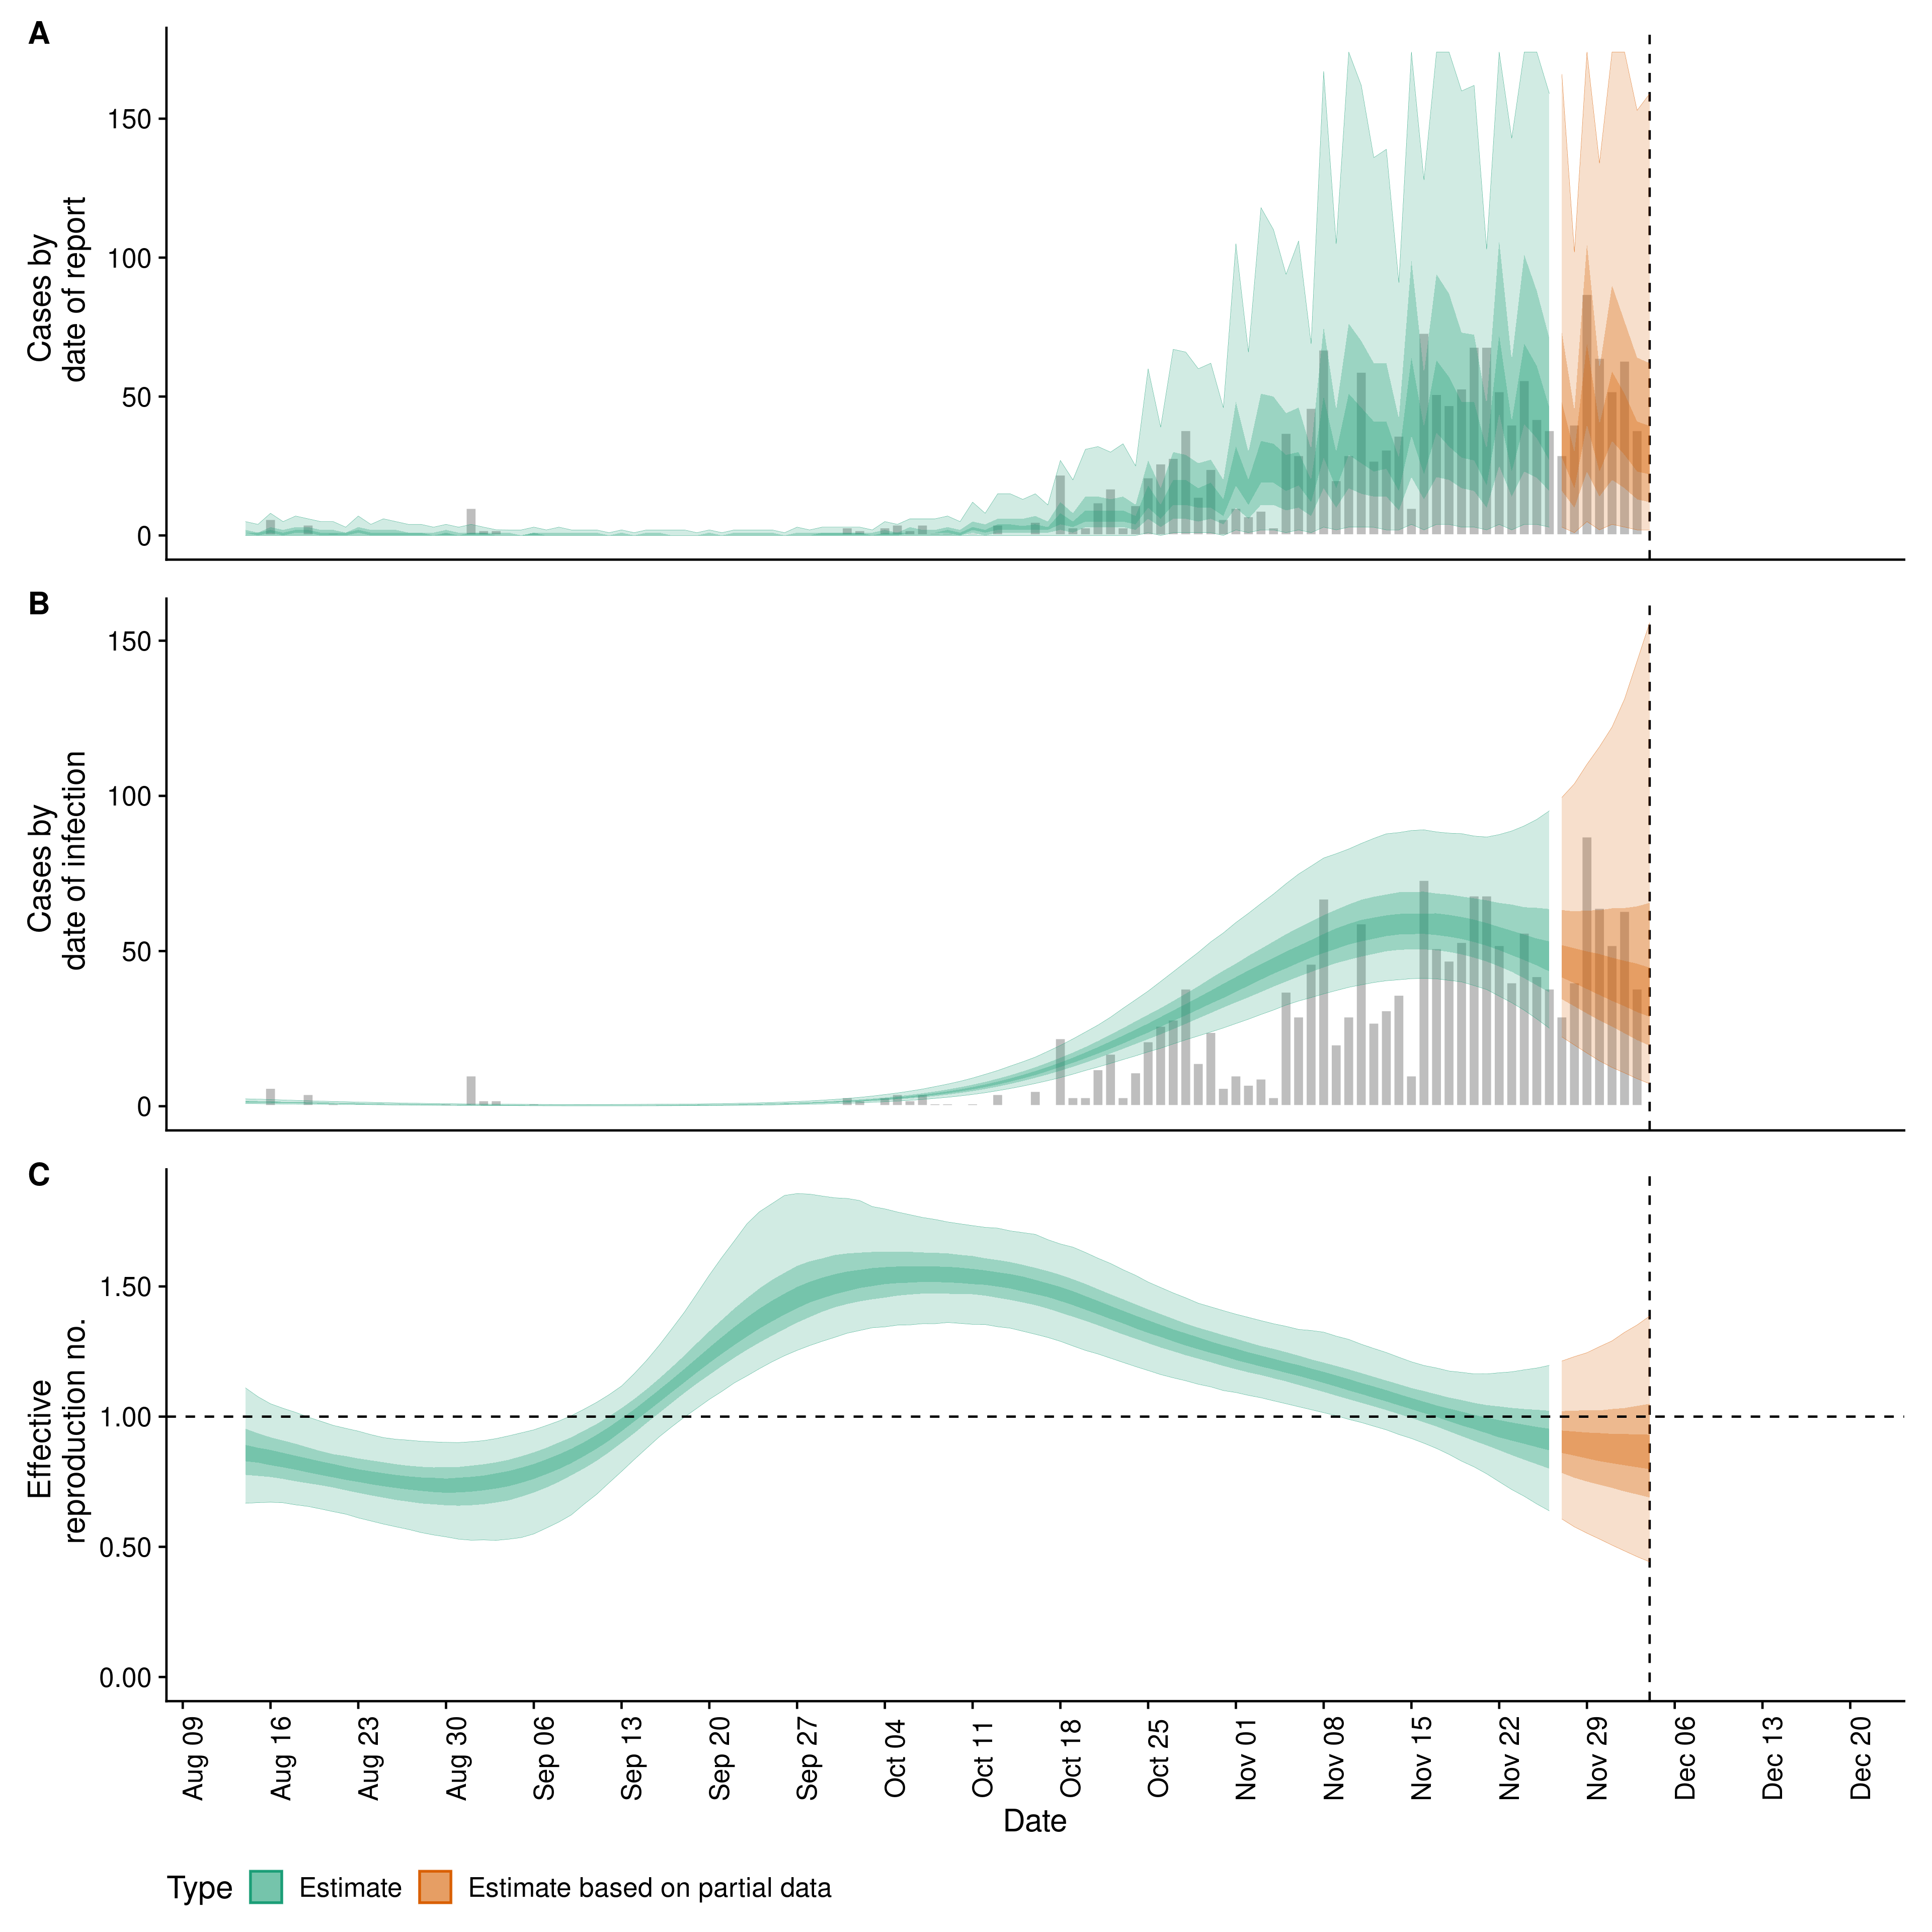 A
Cases by
date of report
150
100
50
0
B
Cases by
date of infection
150
100
50
0
C
Effective
reproduction no.
1.50
1.00
0.50
0.00
Aug 09
Aug 16
Aug 23
Aug 30
Sep 06
Sep 13
Sep 20
Sep 27
Oct 04
Oct 11
Oct 18
Oct 25
Nov 01
Nov 08
Nov 15
Nov 22
Nov 29
Dec 06
Dec 13
Dec 20
Date
Type Estimate Estimate based on partial data